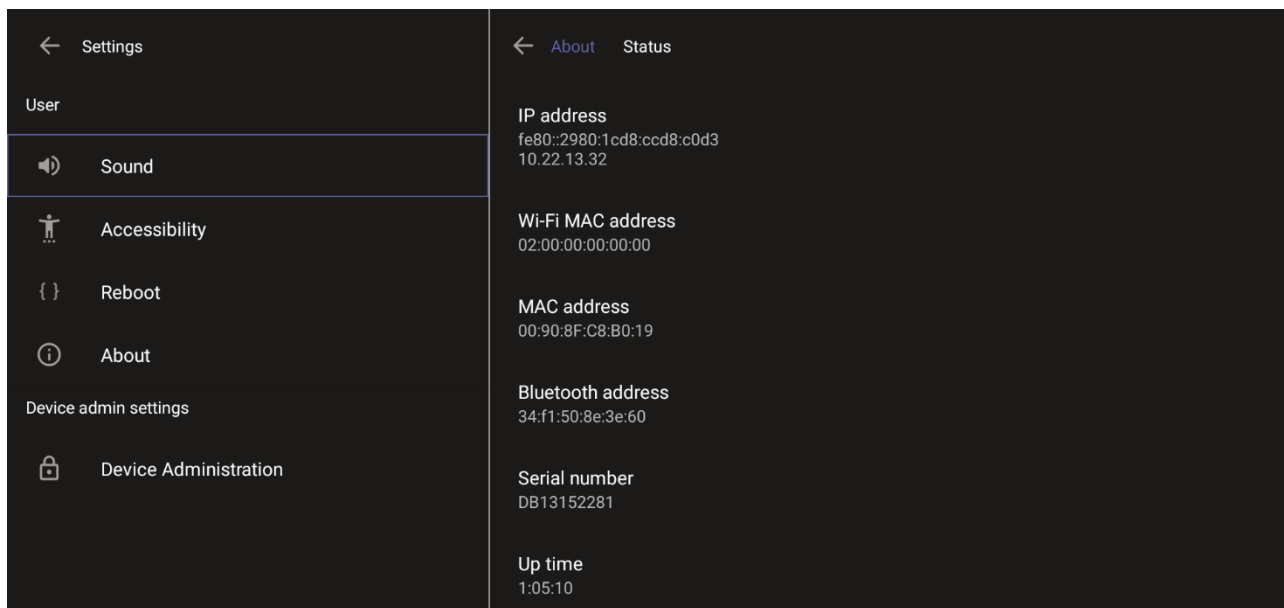 Settings
User
Sound
Accessibility
Reboot
About
Device admin settings
Device Administration
About Status
IP address
fe80::2980:1cd8:ccd8:c0d3
10.22.13.32
Wi-Fi MAC address
02:00:00:00:00:00
MAC address
00:90:8F:C8:B0:19
Bluetooth address
34:f1:50:8e:3e:60
Serial number
DB13152281
Up time
1:05:10